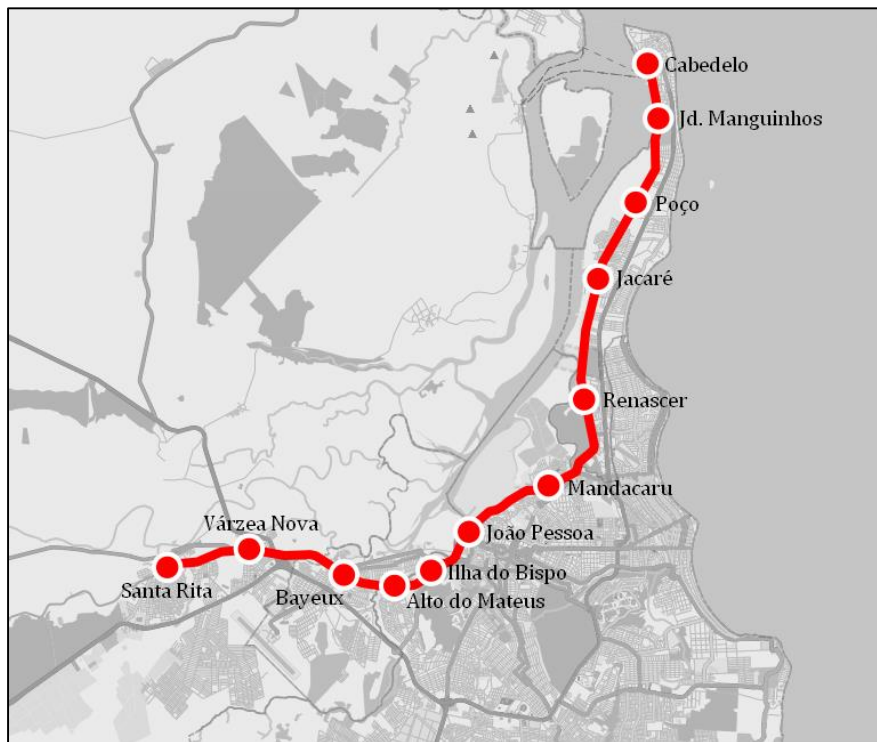 Cabedelo
Jd. Manguinhos
Poço
Jacaré
Renascer
Mandacaru
João Pessoa
Várzea Nova
Ilha do Bispo
Santa Rita
Bayeux
Alto do Mateus